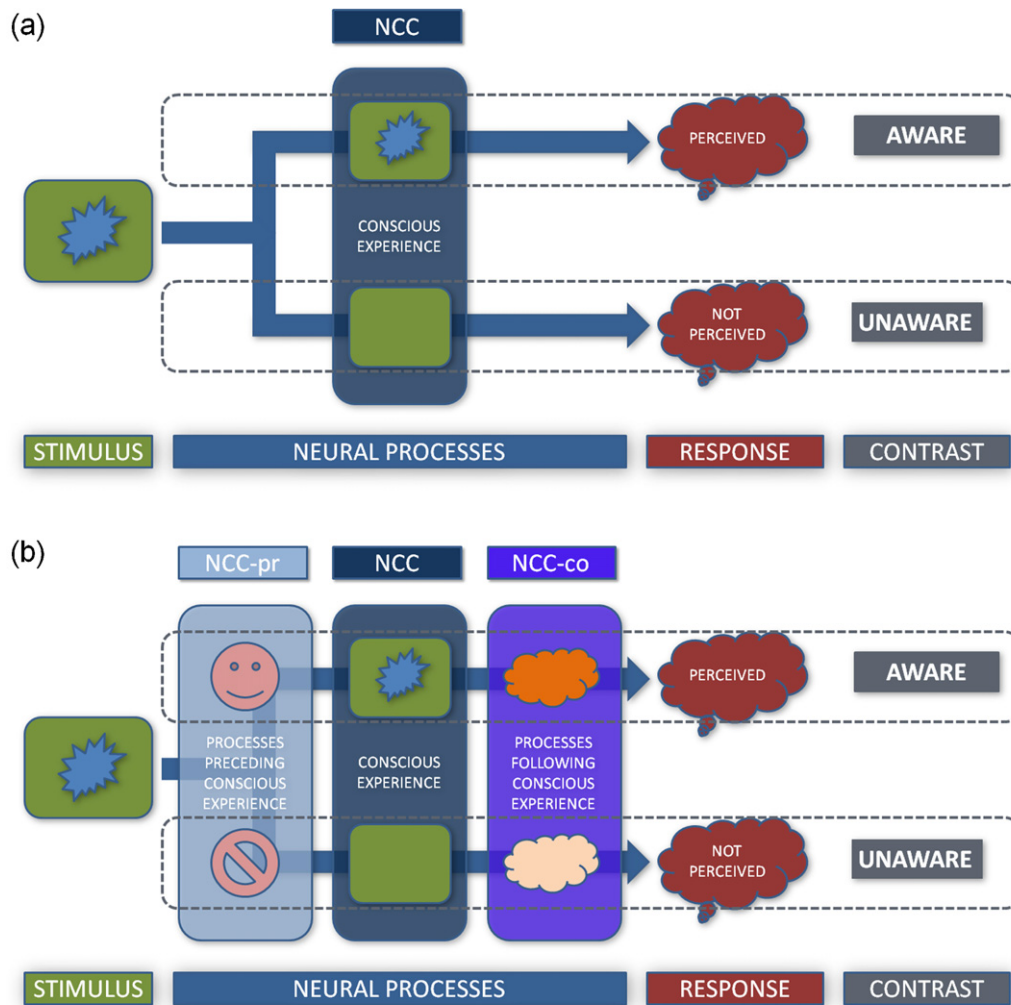 (a)
NCC
PERCEIVED
AWARE
CONSCIOUS
EXPERIENCE
NOT
PERCEIVED
UNAWARE
STIMULUS
NEURAL PROCESSES
RESPONSE
CONTRAST
(b)
NCC-pr
NCC
NCC-co
PERCEIVED
AWARE
PROCESSES
PRECEDING
CONSCIOUS
EXPERIENCE
CONSCIOUS
EXPERIENCE
PROCESSES
FOLLOWING
CONSCIOUS
EXPERIENCE
NOT
PERCEIVED
UNAWARE
STIMULUS
NEURAL PROCESSES
RESPONSE
CONTRAST